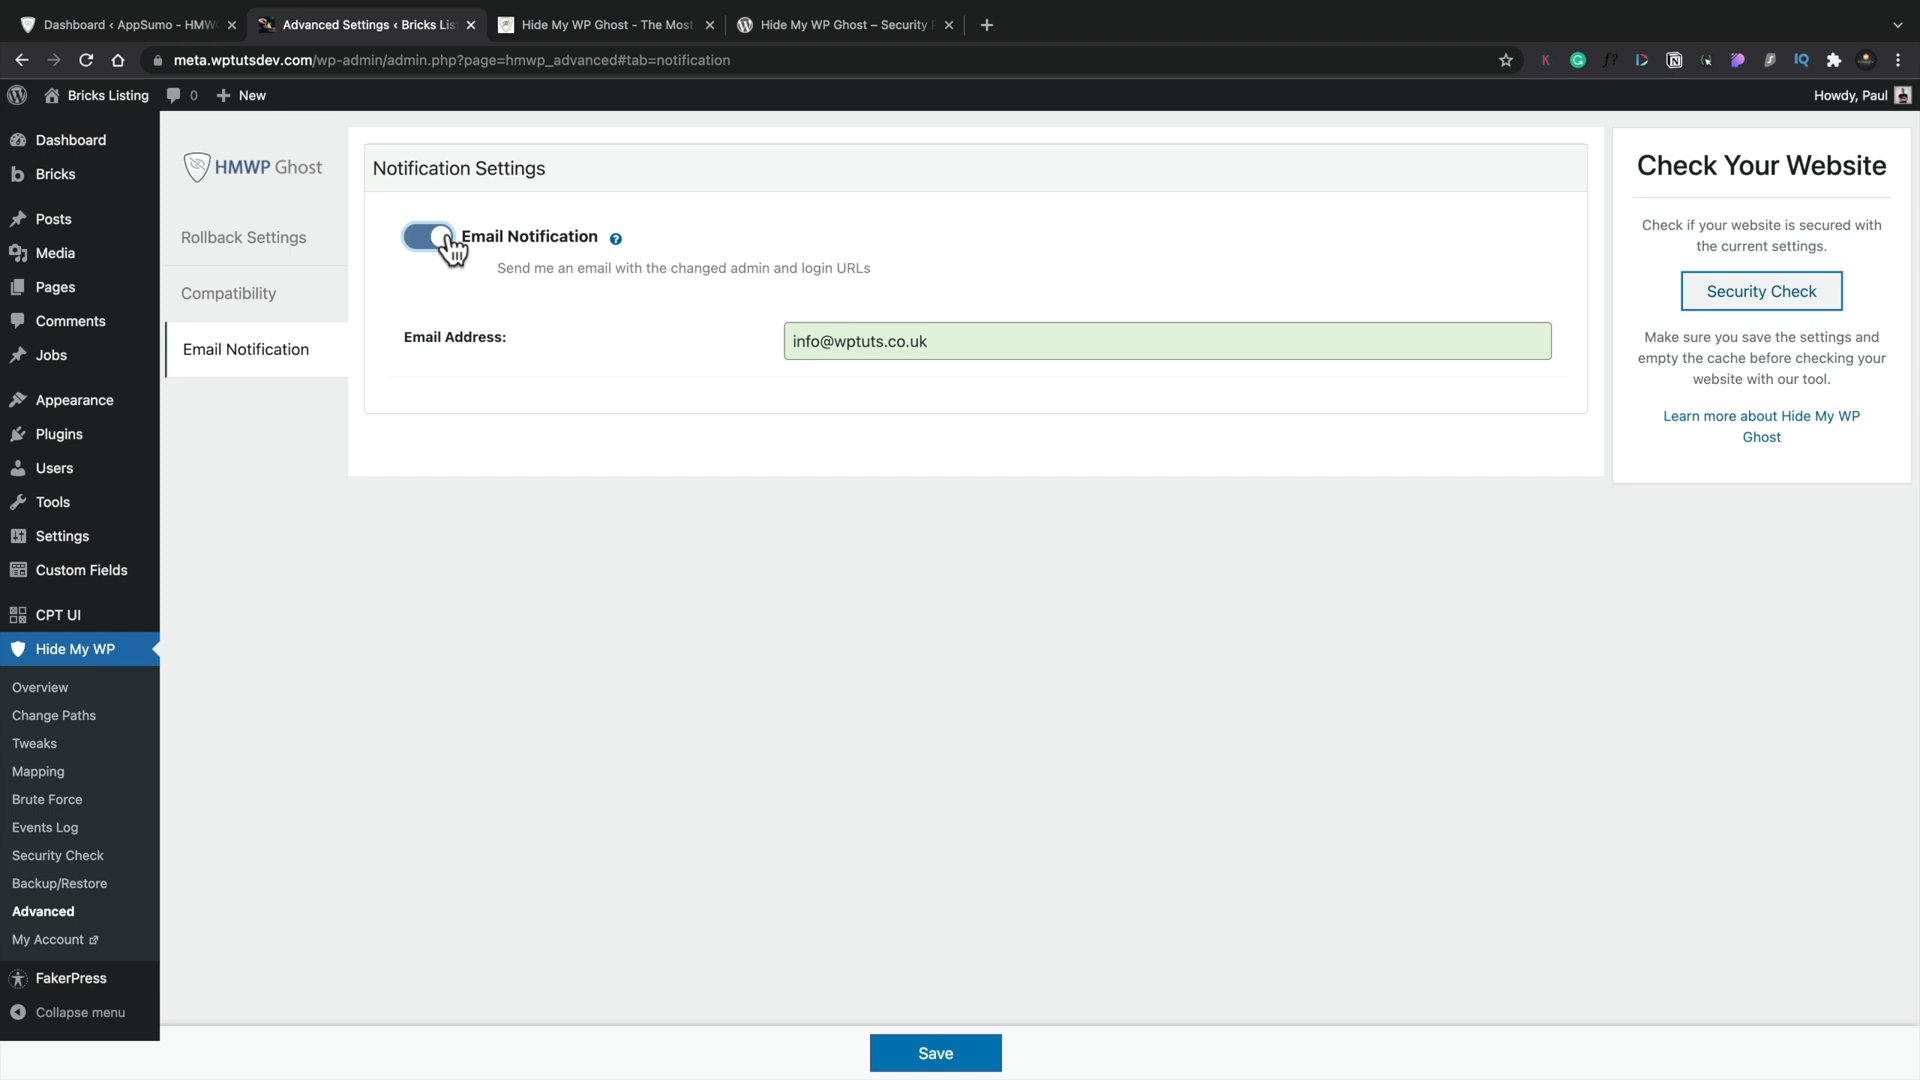 Dashboard ‹ AppSumo - HMW
Advanced Settings ‹ Bricks Lis
Hide My WP Ghost - The Most
Hide My WP Ghost – Security
meta.wptutsdev.com/wp-admin/admin.php?page=hmwp_advanced#tab=notification
Bricks Listing
0
New
Howdy, Paul
Dashboard
Bricks
Posts
Media
Pages
Comments
Jobs
Appearance
Plugins
Users
Tools
Settings
Custom Fields
CPT UI
Hide My WP
Overview
Change Paths
Tweaks
Mapping
Brute Force
Events Log
Security Check
Backup/Restore
Advanced
My Account
FakerPress
Collapse menu
HMWP Ghost
Rollback Settings
Compatibility
Email Notification
Notification Settings
Email Notification
Send me an email with the changed admin and login URLs
Email Address:
info@wptuts.co.uk
Check Your Website
Check if your website is secured with
the current settings.
Security Check
Make sure you save the settings and
empty the cache before checking your
website with our tool.
Learn more about Hide My WP
Ghost
Save